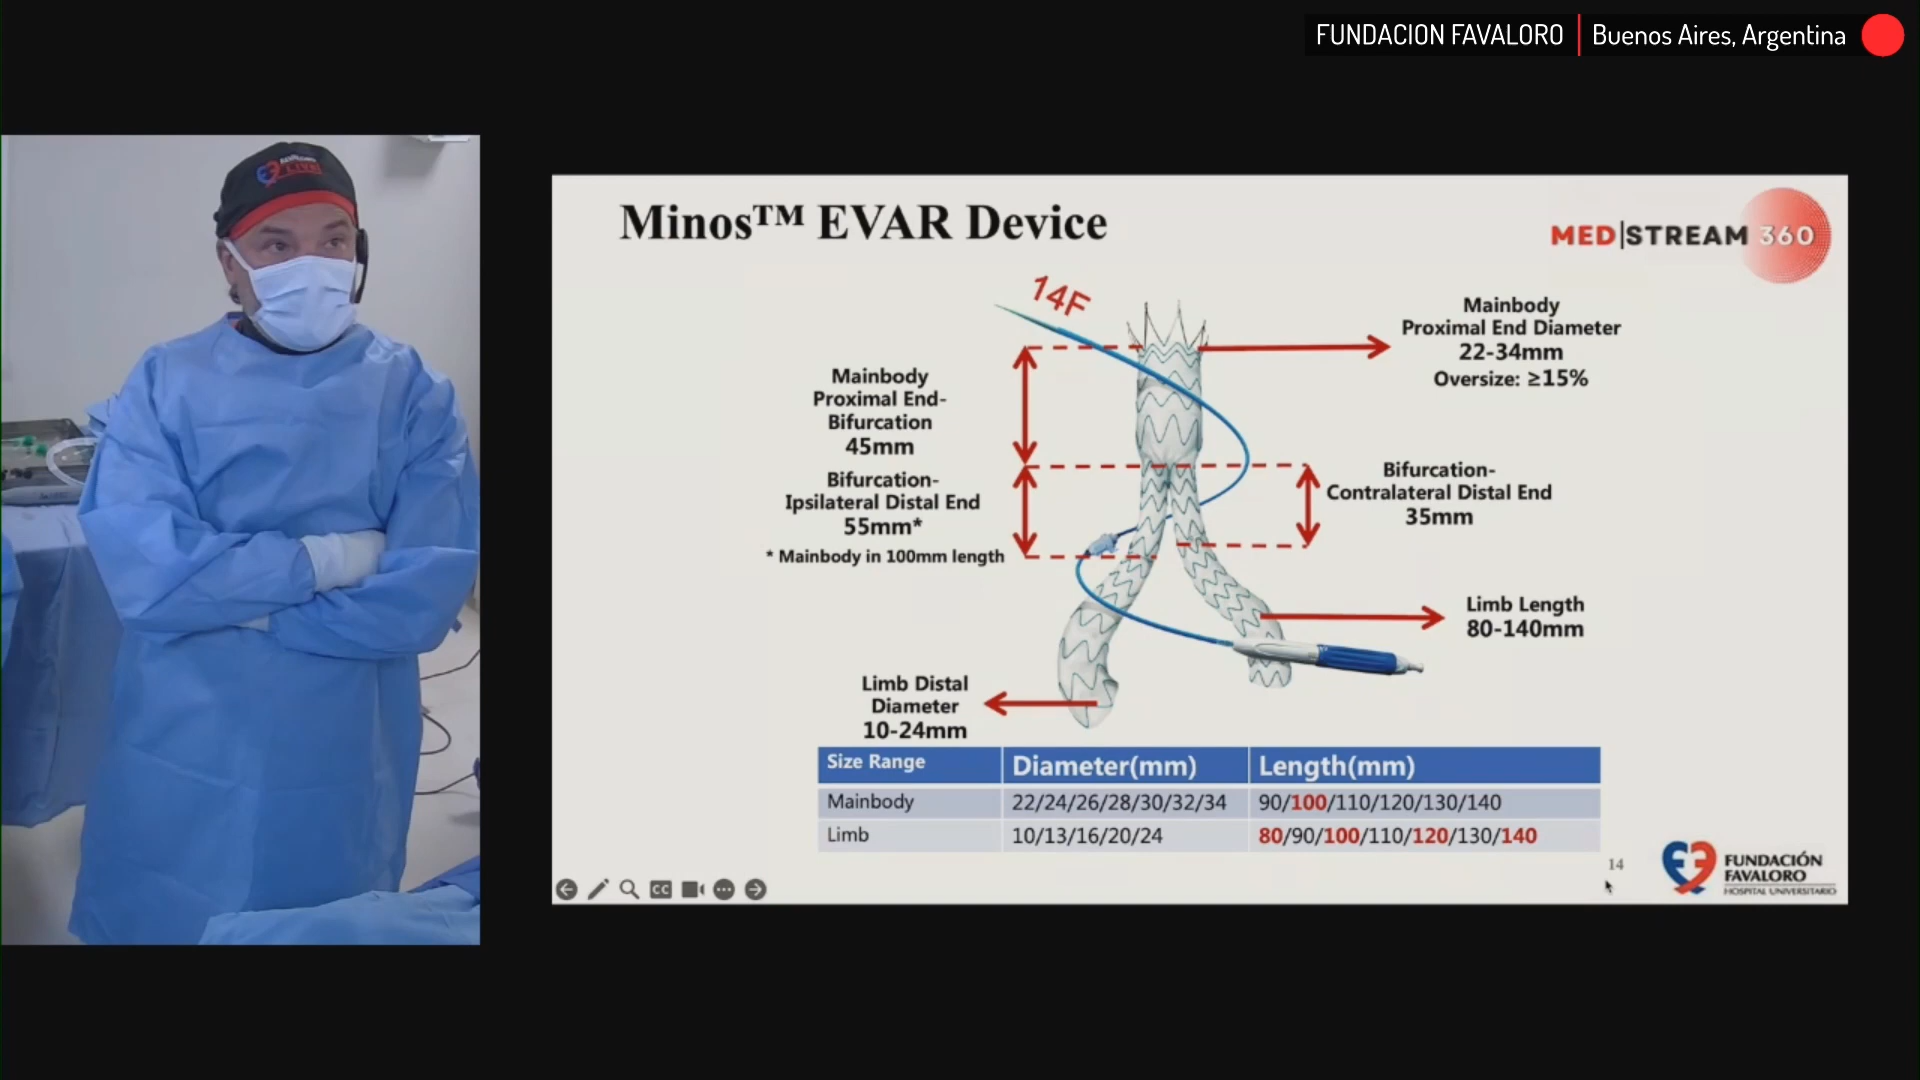 FUNDACION FAVALORO | Buenos Aires, Argentina
FAVALORO
LIVE
Minos™ EVAR Device
MED|STREAM 360
14F
Mainbody
Proximal End Diameter
22-34mm
Oversize: ≥15%
Mainbody
Proximal End-
Bifurcation
45mm
Bifurcation-
Ipsilateral Distal End
55mm*
* Mainbody in 100mm length
Bifurcation-
Contralateral Distal End
35mm
Limb Length
80-140mm
Limb Distal
Diameter
10-24mm
Size Range Diameter(mm) Length(mm)
Mainbody 22/24/26/28/30/32/34 90/100/110/120/130/140
Limb 10/13/16/20/24 80/90/100/110/120/130/140
14
FUNDACIÓN
FAVALORO
HOSPITAL UNIVERSITARIO
CC